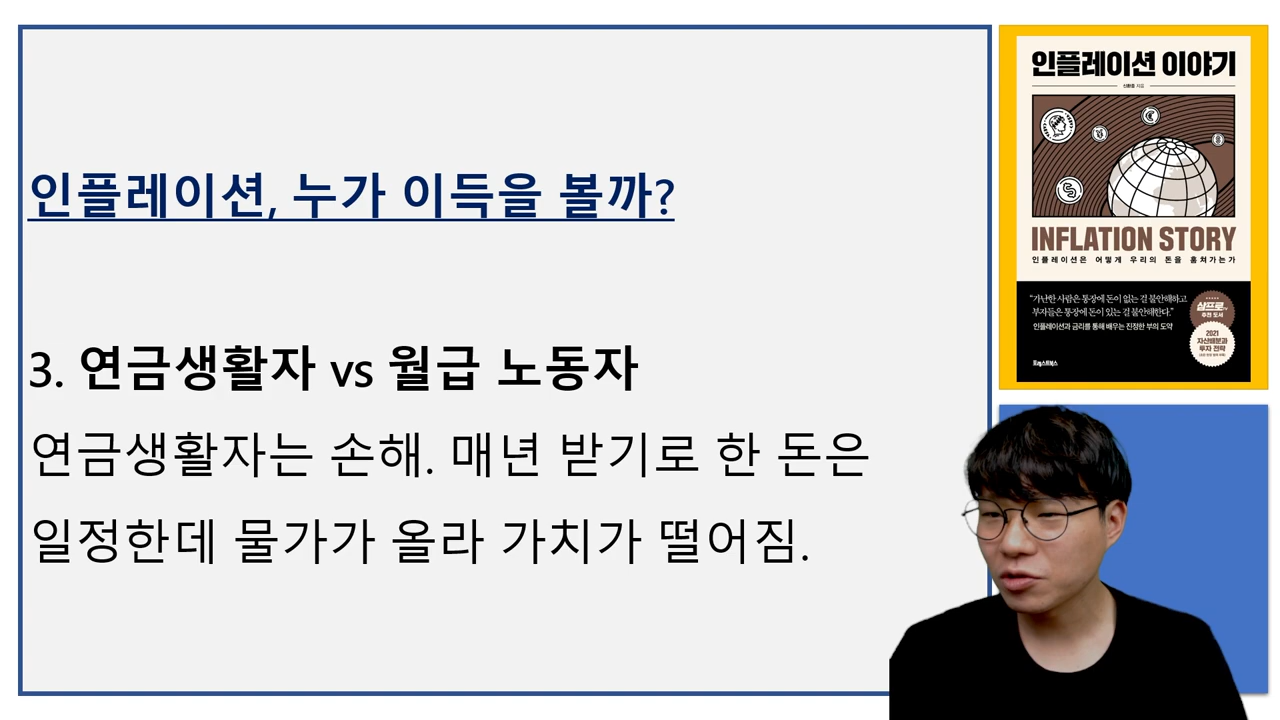 인플레이션, 누가 이득을 볼까?
3. 연금생활자 vs 월급 노동자
연금생활자는 손해. 매년 받기로 한 돈은
일정한데 물가가 올라 가치가 떨어짐.
인플레이션 이야기
신환종 지음
INFLATION STORY
인플레이션은 어떻게 우리의 돈을 훔쳐가는가
“가난한 사람은 통장에 돈이 없는 걸 불안해하고
부자들은 통장에 돈이 있는 걸 불안해한다.”
인플레이션과 금리를 통해 배우는 진정한 부의 도약
삼프로TV
추천 도서
2021
자산배분과
투자 전략
포레스트북스